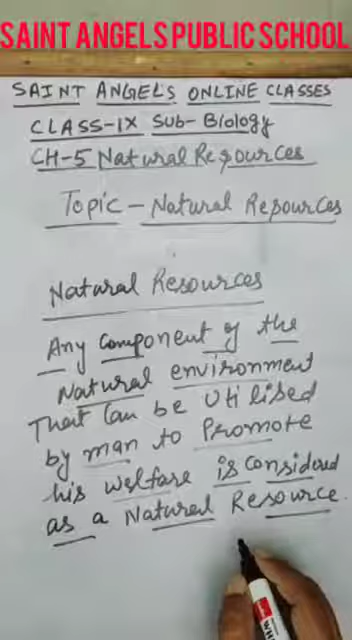 SAINT ANGELS PUBLIC SCHOOL
SAINT ANGEL'S ONLINE CLASSES
CLASS-IX Sub-Biology
CH-5 Natural Resources
Topic - Natural Resources
Natural Resources
Any component of the
Natural environment
That can be utilised
by man to Promote
his welfare is considered
as a Natural Resource.